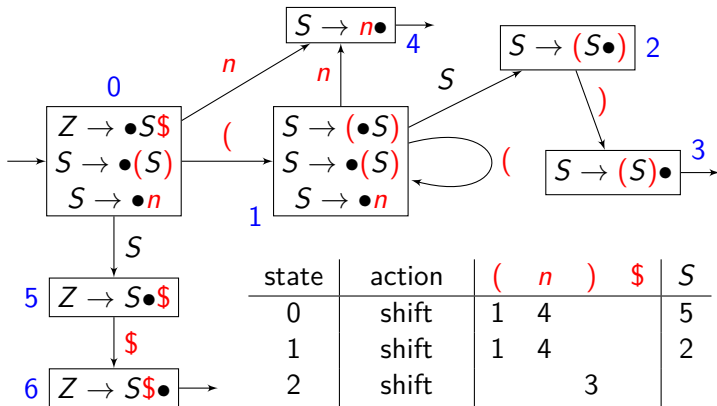 0
Z → •S$
S → •(S)
S → •n
n
(
S → n•
4
n
1
S → (•S)
S → •(S)
S → •n
S
(
S → (S•)
2
)
S → (S)•
3
S
5
Z → S•$
$
6
Z → S$•
state action ( n ) $ S
0 shift 1 4 5
1 shift 1 4 2
2 shift 3